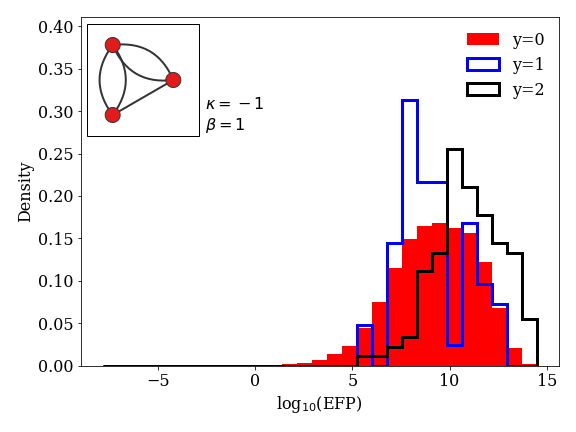 0.40
0.35
0.30
0.25
0.20
0.15
0.10
0.05
0.00
Density
κ = −1
β = 1
y=0
y=1
y=2
−5 0 5 10 15
log₁₀(EFP)